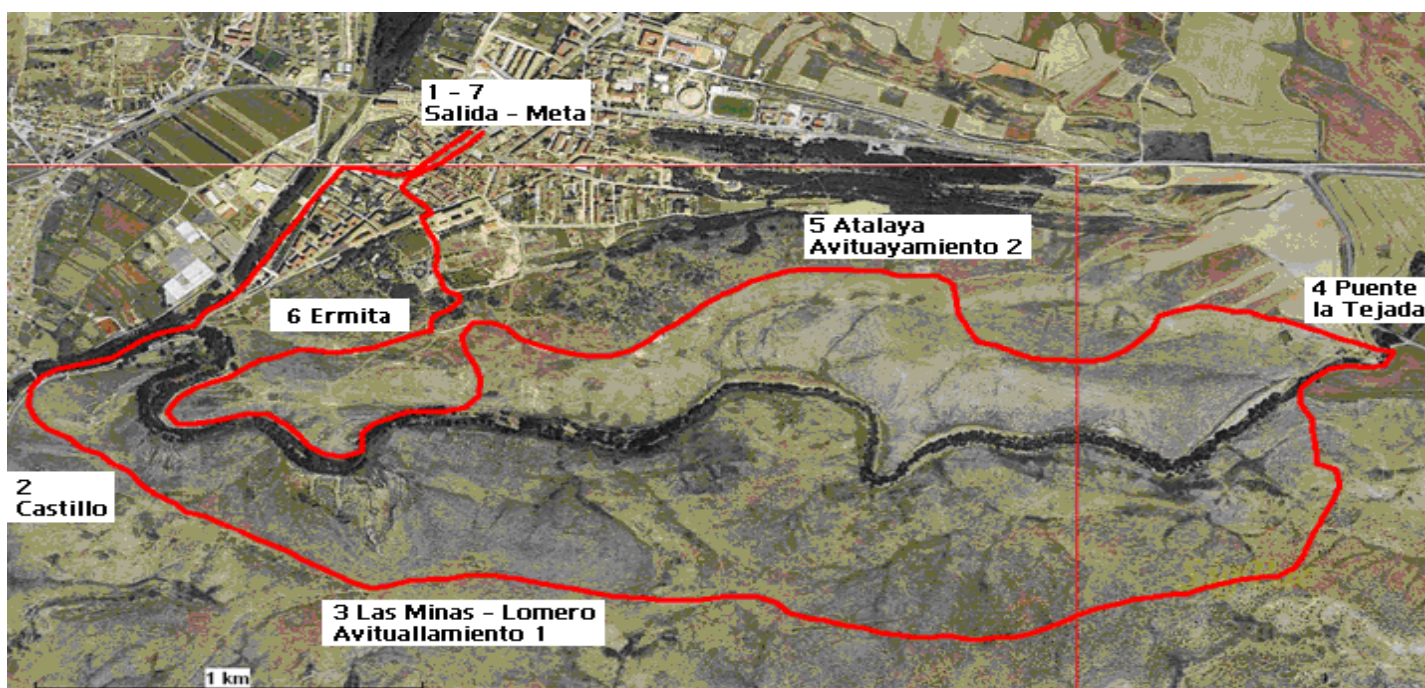 1 - 7
Salida - Meta
5 Atalaya
Avituayamiento 2
4 Puente
la Tejada
6 Ermita
2
Castillo
3 Las Minas - Lomero
Avituallamiento 1
1 km